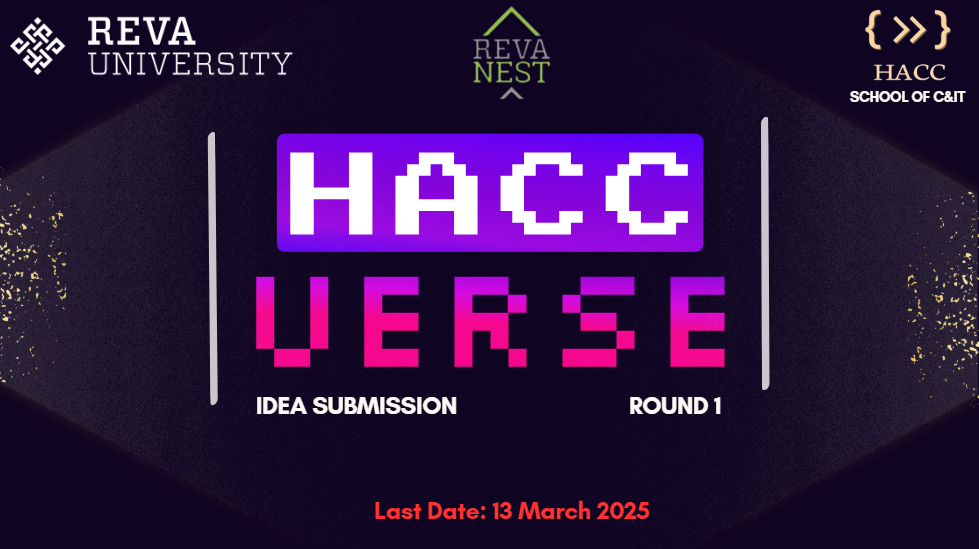 REVA
UNIVERSITY
REVA
NEST
{>>}
HACC
SCHOOL OF C&IT
HACC
VERSE
IDEA SUBMISSION
ROUND 1
Last Date: 13 March 2025